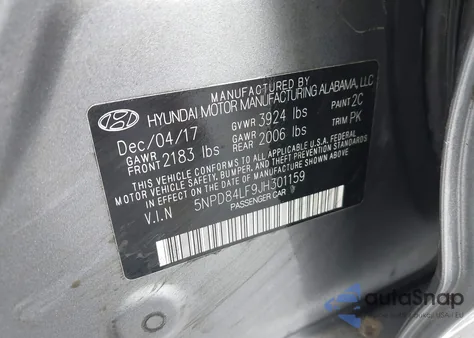 MANUFACTURED BY
HYUNDAI MOTOR MANUFACTURING ALABAMA, LLC
Dec/04/17 GVWR 3924 lbs PAINT 2C
GAWR FRONT 2183 lbs GAWR REAR 2006 lbs TRIM PK
THIS VEHICLE CONFORMS TO ALL APPLICABLE U.S.A. FEDERAL
MOTOR VEHICLE SAFETY, BUMPER, AND THEFT PREVENTION STANDARDS
IN EFFECT ON THE DATE OF MANUFACTURE SHOWN ABOVE.
V.I.N 5NPD84LF9JH301159
PASSENGER CAR
autoSnap